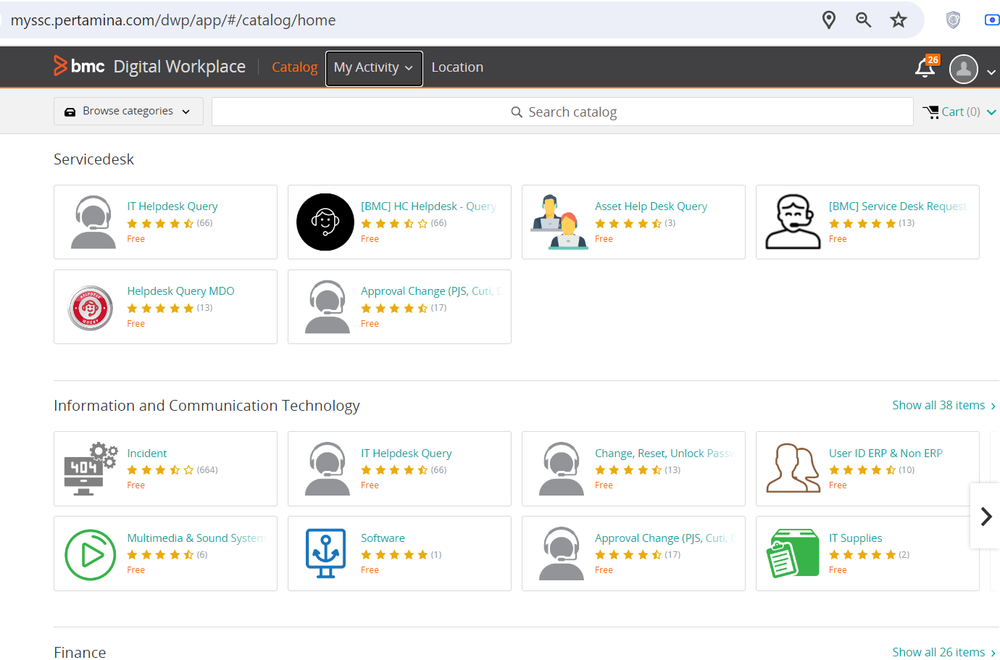 myssc.pertamina.com/dwp/app/#/catalog/home
bmc Digital Workplace Catalog My Activity Location 26
Browse categories Search catalog Cart (0)
Servicedesk
IT Helpdesk Query
(66)
Free
[BMC] HC Helpdesk - Query
(66)
Free
Asset Help Desk Query
(3)
Free
[BMC] Service Desk Request
(13)
Free
HELPDESK
QUERY
Helpdesk Query MDO
(13)
Free
Approval Change (PJS, Cuti, D
(17)
Free
Information and Communication Technology Show all 38 items
404
Incident
(664)
Free
IT Helpdesk Query
(66)
Free
Change, Reset, Unlock Passw
(13)
Free
User ID ERP & Non ERP
(10)
Free
Multimedia & Sound System
(6)
Free
Software
(1)
Free
Approval Change (PJS, Cuti, D
(17)
Free
IT Supplies
(2)
Free
Finance Show all 26 items